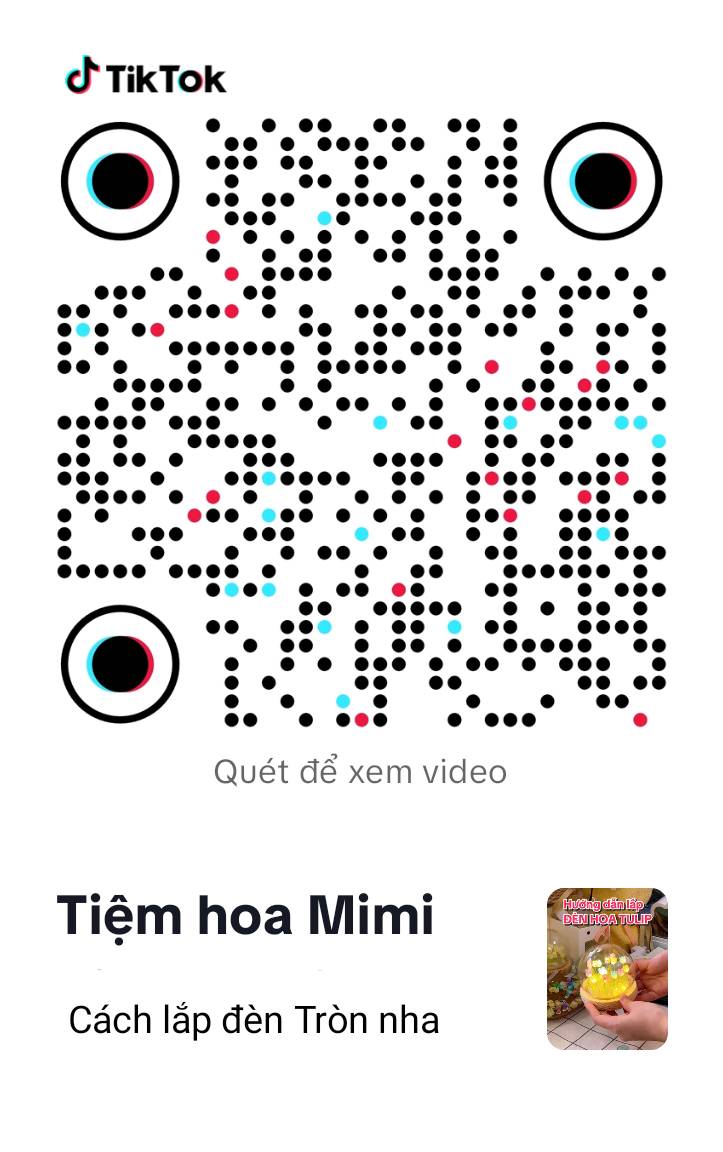 TikTok
Quét để xem video
Tiệm hoa Mimi
Cách lắp đèn Tròn nha
Hướng dẫn lắp
ĐÈN HOA TULIP